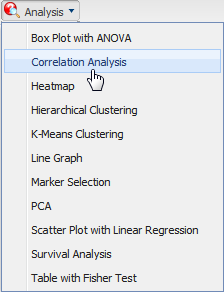 Analysis
Box Plot with ANOVA
Correlation Analysis
Heatmap
Hierarchical Clustering
K-Means Clustering
Line Graph
Marker Selection
PCA
Scatter Plot with Linear Regression
Survival Analysis
Table with Fisher Test